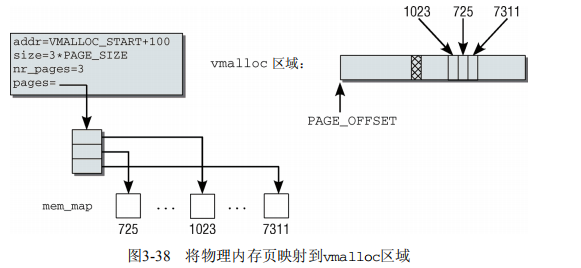 addr=VMALLOC_START+100
size=3*PAGE_SIZE
nr_pages=3
pages=
vmalloc 区域:
1023 725 7311
PAGE_OFFSET
mem_map
... ...
725 1023 7311
图3-38 将物理内存页映射到vmalloc区域